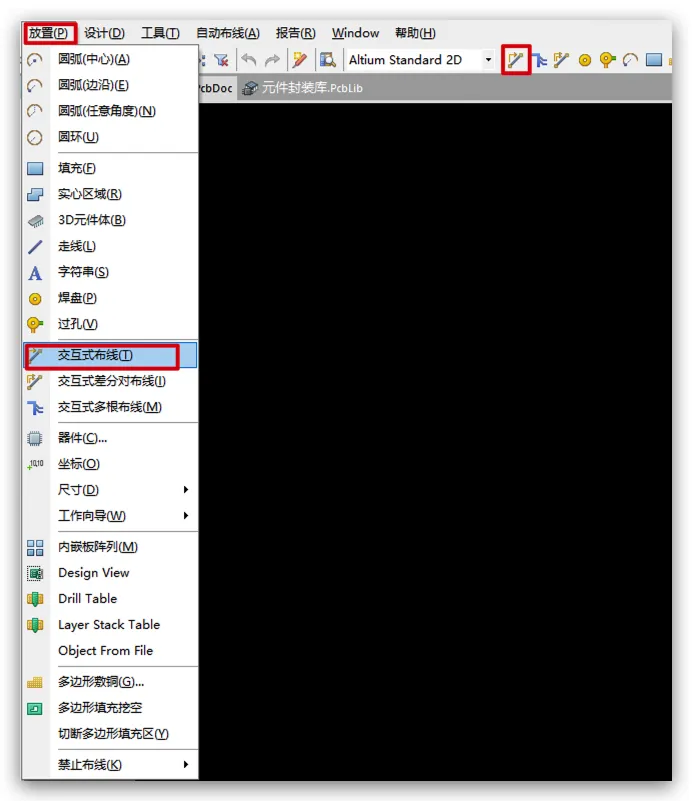 放置(P) 设计(D) 工具(T) 自动布线(A) 报告(R) Window 帮助(H)
Altium Standard 2D
PcbDoc 元件封装库.PcbLib
圆弧(中心)(A)
圆弧(边沿)(E)
圆弧(任意角度)(N)
圆环(U)
填充(F)
实心区域(R)
3D元件体(B)
走线(L)
字符串(S)
焊盘(P)
过孔(V)
交互式布线(T)
交互式差分对布线(I)
交互式多根布线(M)
器件(C)...
坐标(O)
尺寸(D)
工作向导(W)
内嵌板阵列(M)
Design View
Drill Table
Layer Stack Table
Object From File
多边形敷铜(G)...
多边形填充挖空
切断多边形填充区(Y)
禁止布线(K)